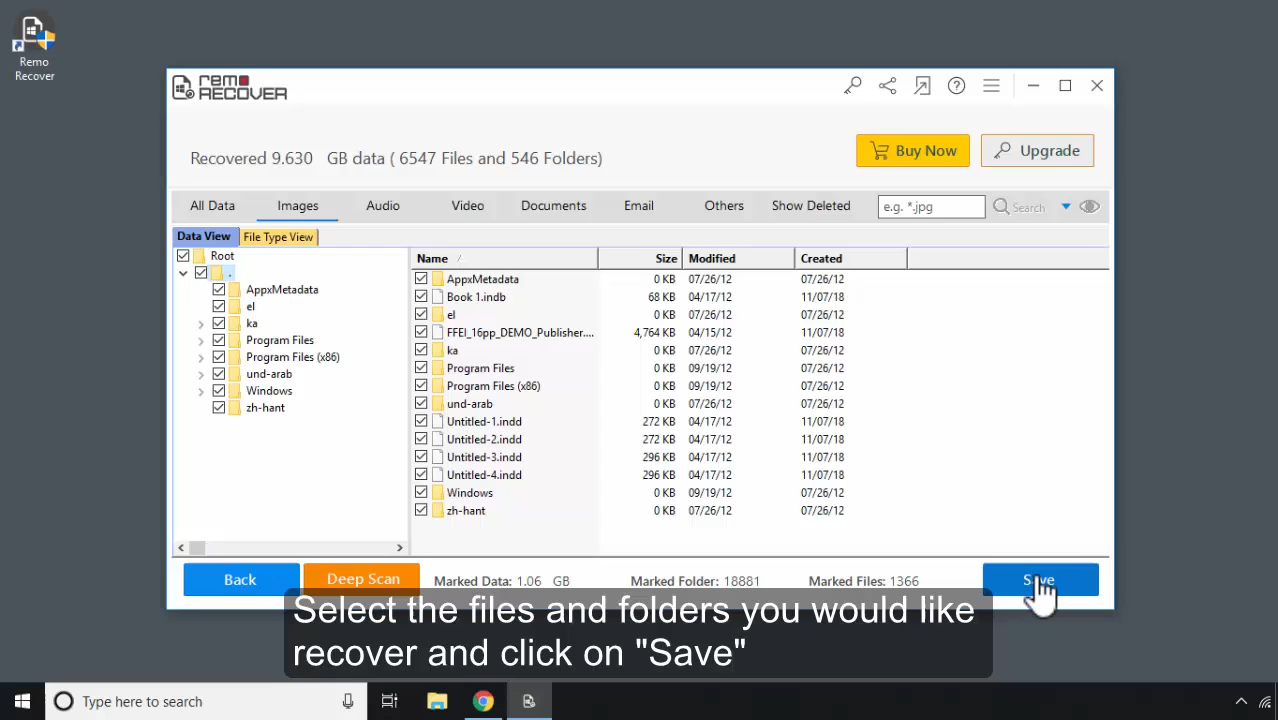 Remo
Recover
remo
RECOVER
Recovered 9.630 GB data ( 6547 Files and 546 Folders)
Buy Now
Upgrade
All Data Images Audio Video Documents Email Others Show Deleted e.g. *.jpg Search
Data View File Type View
Root
.
AppxMetadata
el
ka
Program Files
Program Files (x86)
und-arab
Windows
zh-hant
Name Size Modified Created
AppxMetadata 0 KB 07/26/12 07/26/12
Book 1.indb 68 KB 04/17/12 11/07/18
el 0 KB 07/26/12 07/26/12
FFEI_16pp_DEMO_Publisher.... 4,764 KB 04/15/12 11/07/18
ka 0 KB 07/26/12 07/26/12
Program Files 0 KB 09/19/12 07/26/12
Program Files (x86) 0 KB 09/19/12 07/26/12
und-arab 0 KB 07/26/12 07/26/12
Untitled-1.indd 272 KB 04/17/12 11/07/18
Untitled-2.indd 272 KB 04/17/12 11/07/18
Untitled-3.indd 296 KB 04/17/12 11/07/18
Untitled-4.indd 296 KB 04/17/12 11/07/18
Windows 0 KB 09/19/12 07/26/12
zh-hant 0 KB 07/26/12 07/26/12
Back Deep Scan Marked Data: 1.06 GB Marked Folder: 18881 Marked Files: 1366 Save
Select the files and folders you would like
recover and click on "Save"
Type here to search